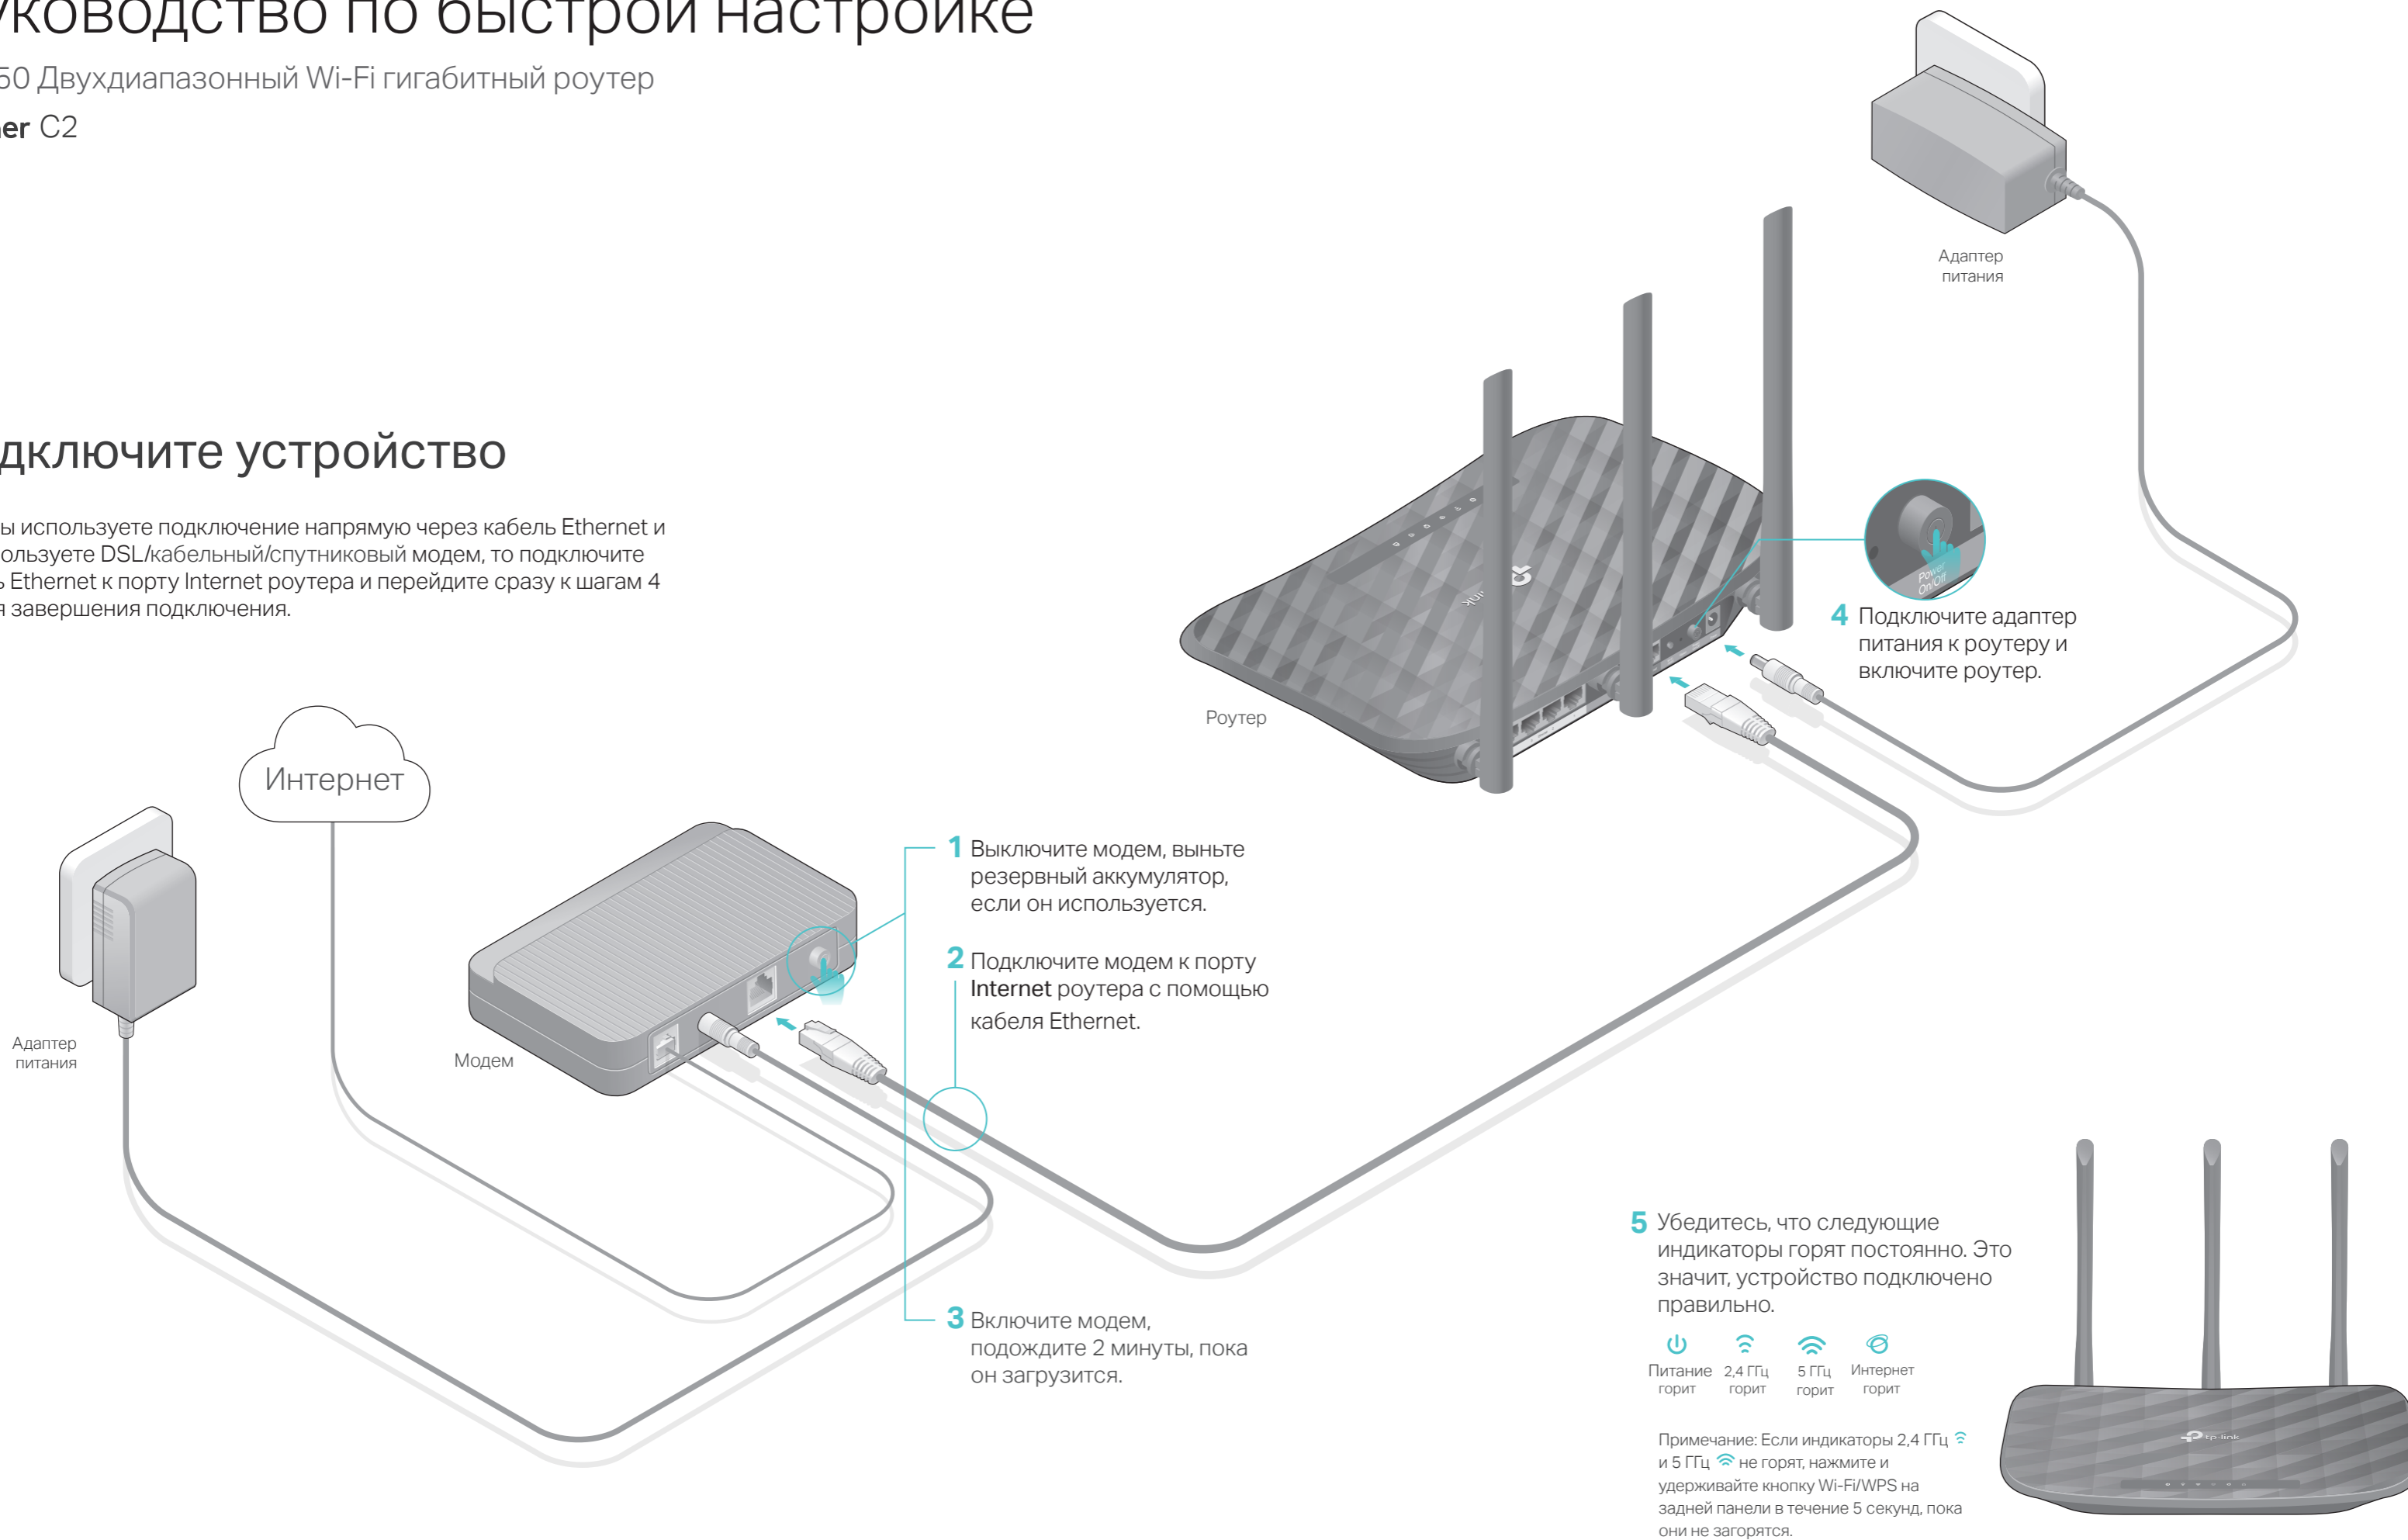 уководство по быстрой настройке
50 Двухдиапазонный Wi-Fi гигабитный роутер
er C2
дключите устройство
ы используете подключение напрямую через кабель Ethernet и
ользуете DSL/кабельный/спутниковый модем, то подключите
ь Ethernet к порту Internet роутера и перейдите сразу к шагам 4
я завершения подключения.
Адаптер
питания
Power
On/Off
4 Подключите адаптер
питания к роутеру и
включите роутер.
Роутер
Интернет
Адаптер
питания
Модем
1 Выключите модем, выньте
резервный аккумулятор,
если он используется.
2 Подключите модем к порту
Internet роутера с помощью
кабеля Ethernet.
3 Включите модем,
подождите 2 минуты, пока
он загрузится.
5 Убедитесь, что следующие
индикаторы горят постоянно. Это
значит, устройство подключено
правильно.
Питание
горит
2,4 ГГц
горит
5 ГГц
горит
Интернет
горит
Примечание: Если индикаторы 2,4 ГГц
и 5 ГГц не горят, нажмите и
удерживайте кнопку Wi-Fi/WPS на
задней панели в течение 5 секунд, пока
они не загорятся.
tp-link